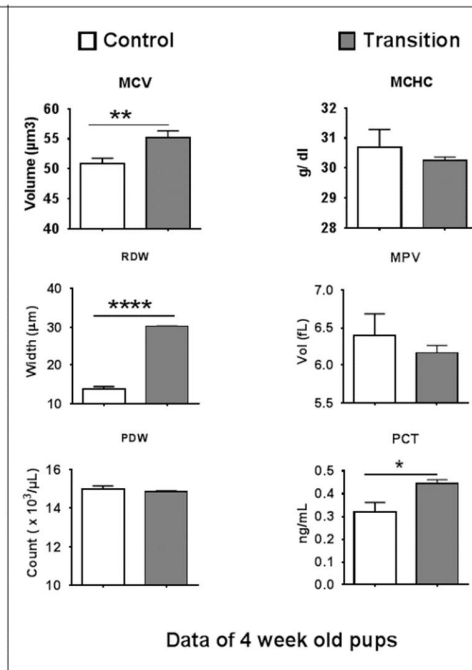 Control Transition
MCV
Volume (µm3)
60
55
50
45
40
**
MCHC
g/ dl
32
31
30
29
28
RDW
Width (µm)
40
30
20
10
****
MPV
Vol (fL)
7.0
6.5
6.0
5.5
PDW
Count ( x 10³/µL)
16
14
12
10
PCT
ng/mL
0.5
0.4
0.3
0.2
0.1
0.0
*
Data of 4 week old pups